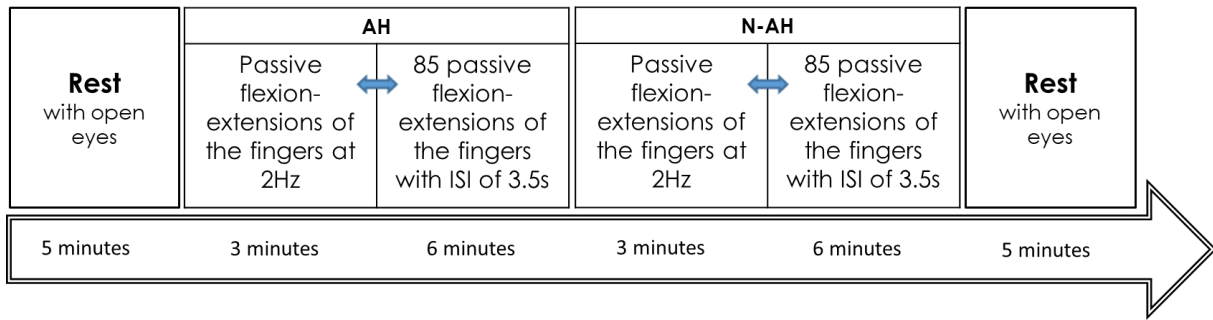 Rest
with open
eyes
AH
Passive
flexion-
extensions of
the fingers at
2Hz
85 passive
flexion-
extensions of
the fingers
with ISI of 3.5s
N-AH
Passive
flexion-
extensions of
the fingers at
2Hz
85 passive
flexion-
extensions of
the fingers
with ISI of 3.5s
Rest
with open
eyes
5 minutes
3 minutes
6 minutes
3 minutes
6 minutes
5 minutes